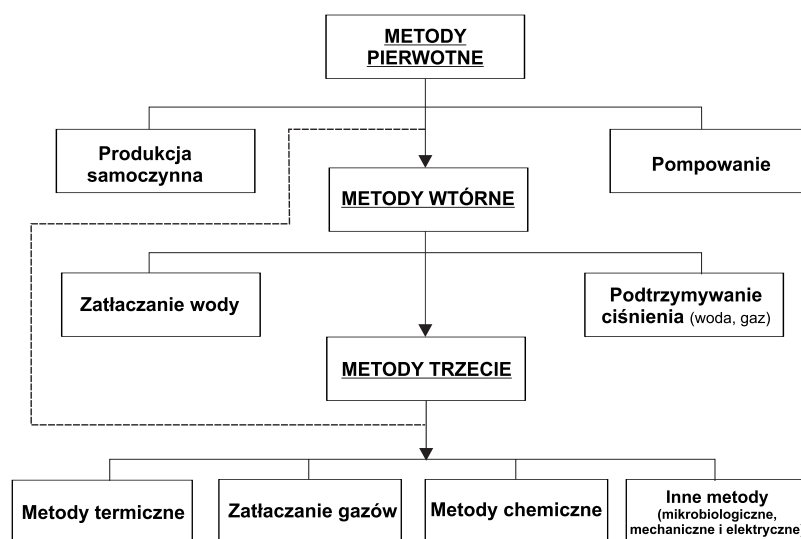 METODY
PIERWOTNE
Produkcja
samoczynna
Pompowanie
METODY WTÓRNE
Zatłaczanie wody
Podtrzymywanie
ciśnienia (woda, gaz)
METODY TRZECIE
Metody termiczne
Zatłaczanie gazów
Metody chemiczne
Inne metody
(mikrobiologiczne,
mechaniczne i elektryczne)